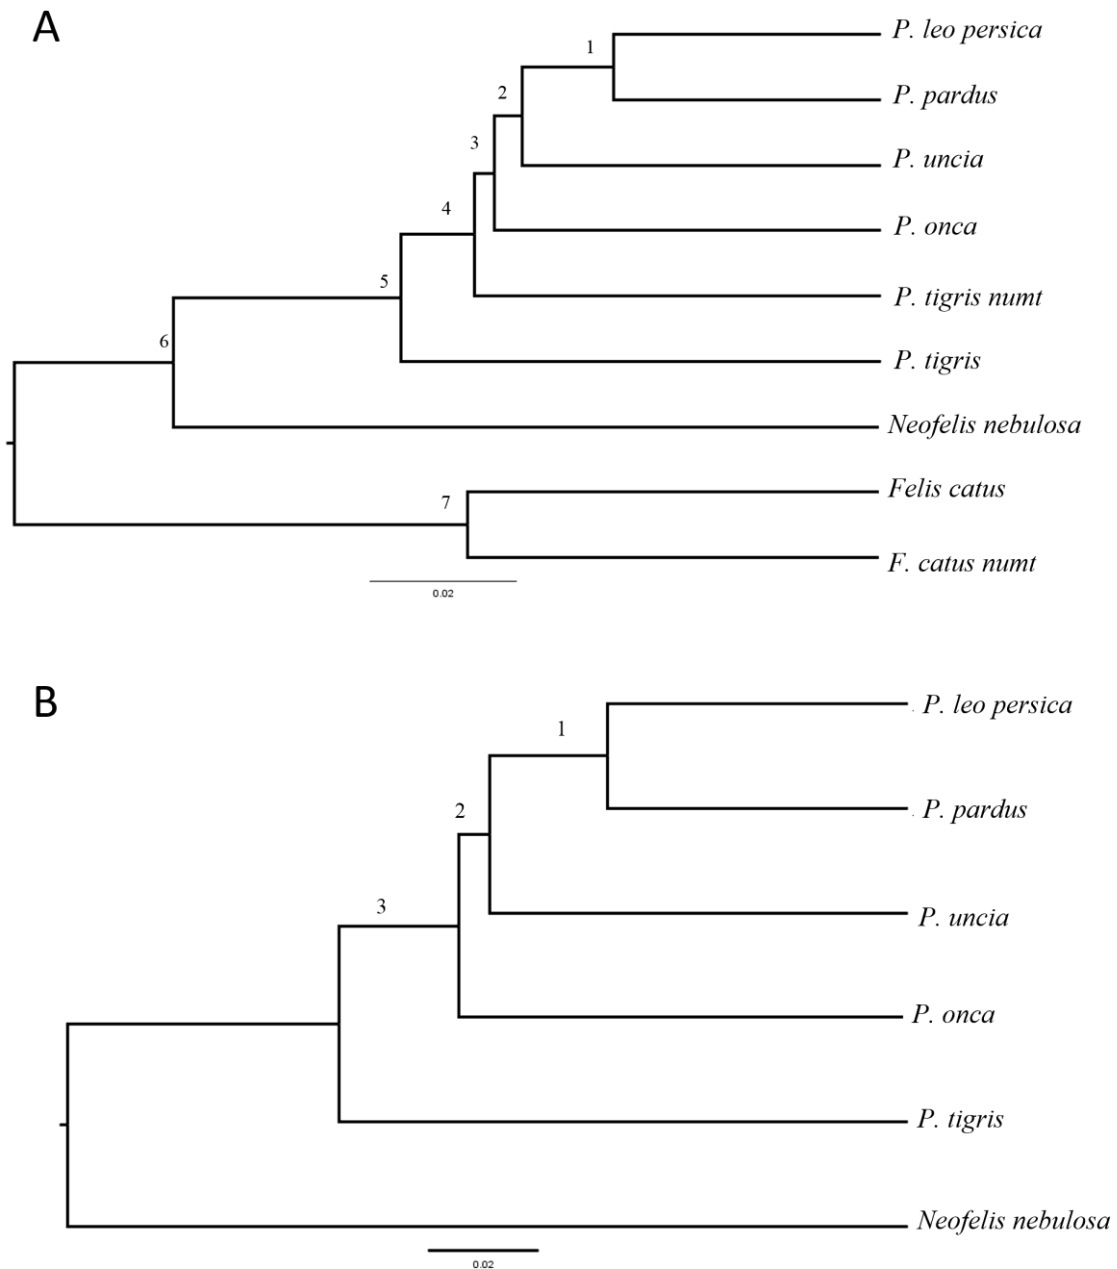 A
P. leo persica
1
P. pardus
2
3
P. uncia
4
P. onca
5
P. tigris numt
6
P. tigris
Neofelis nebulosa
Felis catus
7
F. catus numt
0.02
B
P. leo persica
1
P. pardus
2
3
P. uncia
P. onca
P. tigris
Neofelis nebulosa
0.02